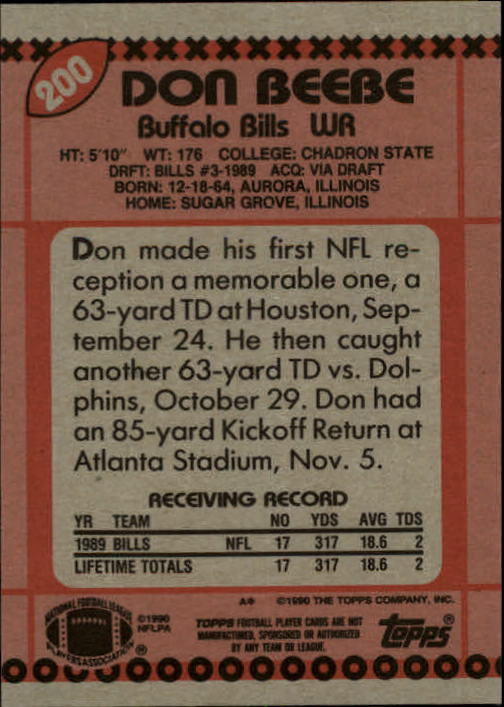 200
DON BEEBE
Buffalo Bills WR
HT: 5'10" WT: 176 COLLEGE: CHADRON STATE
DRFT: BILLS #3-1989 ACQ: VIA DRAFT
BORN: 12-18-64, AURORA, ILLINOIS
HOME: SUGAR GROVE, ILLINOIS
Don made his first NFL re-
ception a memorable one, a
63-yard TD at Houston, Sep-
tember 24. He then caught
another 63-yard TD vs. Dol-
phins, October 29. Don had
an 85-yard Kickoff Return at
Atlanta Stadium, Nov. 5.
RECEIVING RECORD
YR TEAM NO YDS AVG TDS
1989 BILLS NFL 17 317 18.6 2
LIFETIME TOTALS 17 317 18.6 2
A* ©1990 THE TOPPS COMPANY, INC.
NATIONAL FOOTBALL LEAGUE
PLAYERS ASSOCIATION ®
©1990
NFLPA
TOPPS FOOTBALL PLAYER CARDS ARE NOT
MANUFACTURED, SPONSORED OR AUTHORIZED
BY ANY TEAM OR LEAGUE.
topps®